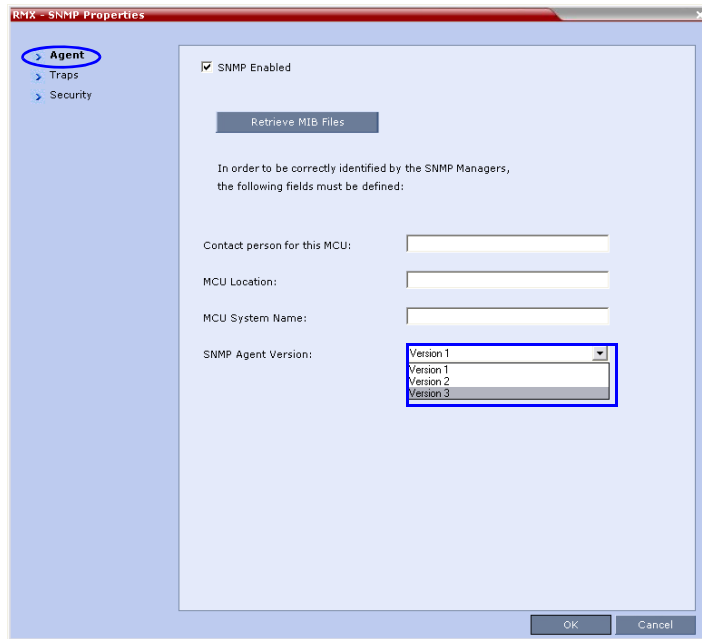 RMX - SNMP Properties
Agent
Traps
Security
SNMP Enabled
Retrieve MIB Files
In order to be correctly identified by the SNMP Managers,
the following fields must be defined:
Contact person for this MCU:
MCU Location:
MCU System Name:
SNMP Agent Version:
Version 1
Version 1
Version 2
Version 3
OK
Cancel